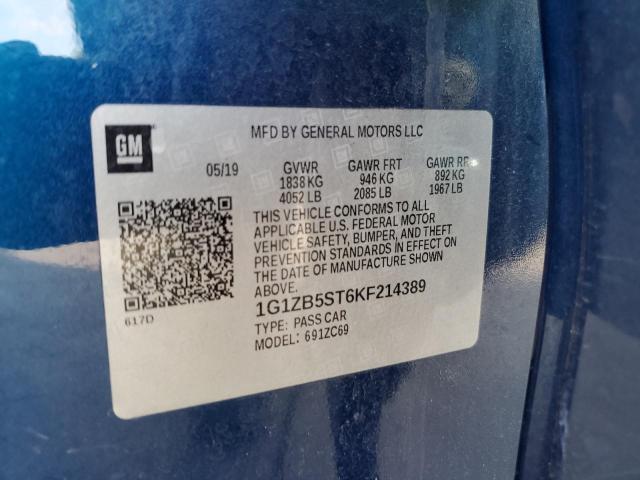 GM
MFD BY GENERAL MOTORS LLC
05/19 GVWR GAWR FRT GAWR RR
1838 KG 946 KG 892 KG
4052 LB 2085 LB 1967 LB
THIS VEHICLE CONFORMS TO ALL
APPLICABLE U.S. FEDERAL MOTOR
VEHICLE SAFETY, BUMPER, AND THEFT
PREVENTION STANDARDS IN EFFECT ON
THE DATE OF MANUFACTURE SHOWN
ABOVE.
1G1ZB5ST6KF214389
617D
TYPE: PASS CAR
MODEL: 691ZC69